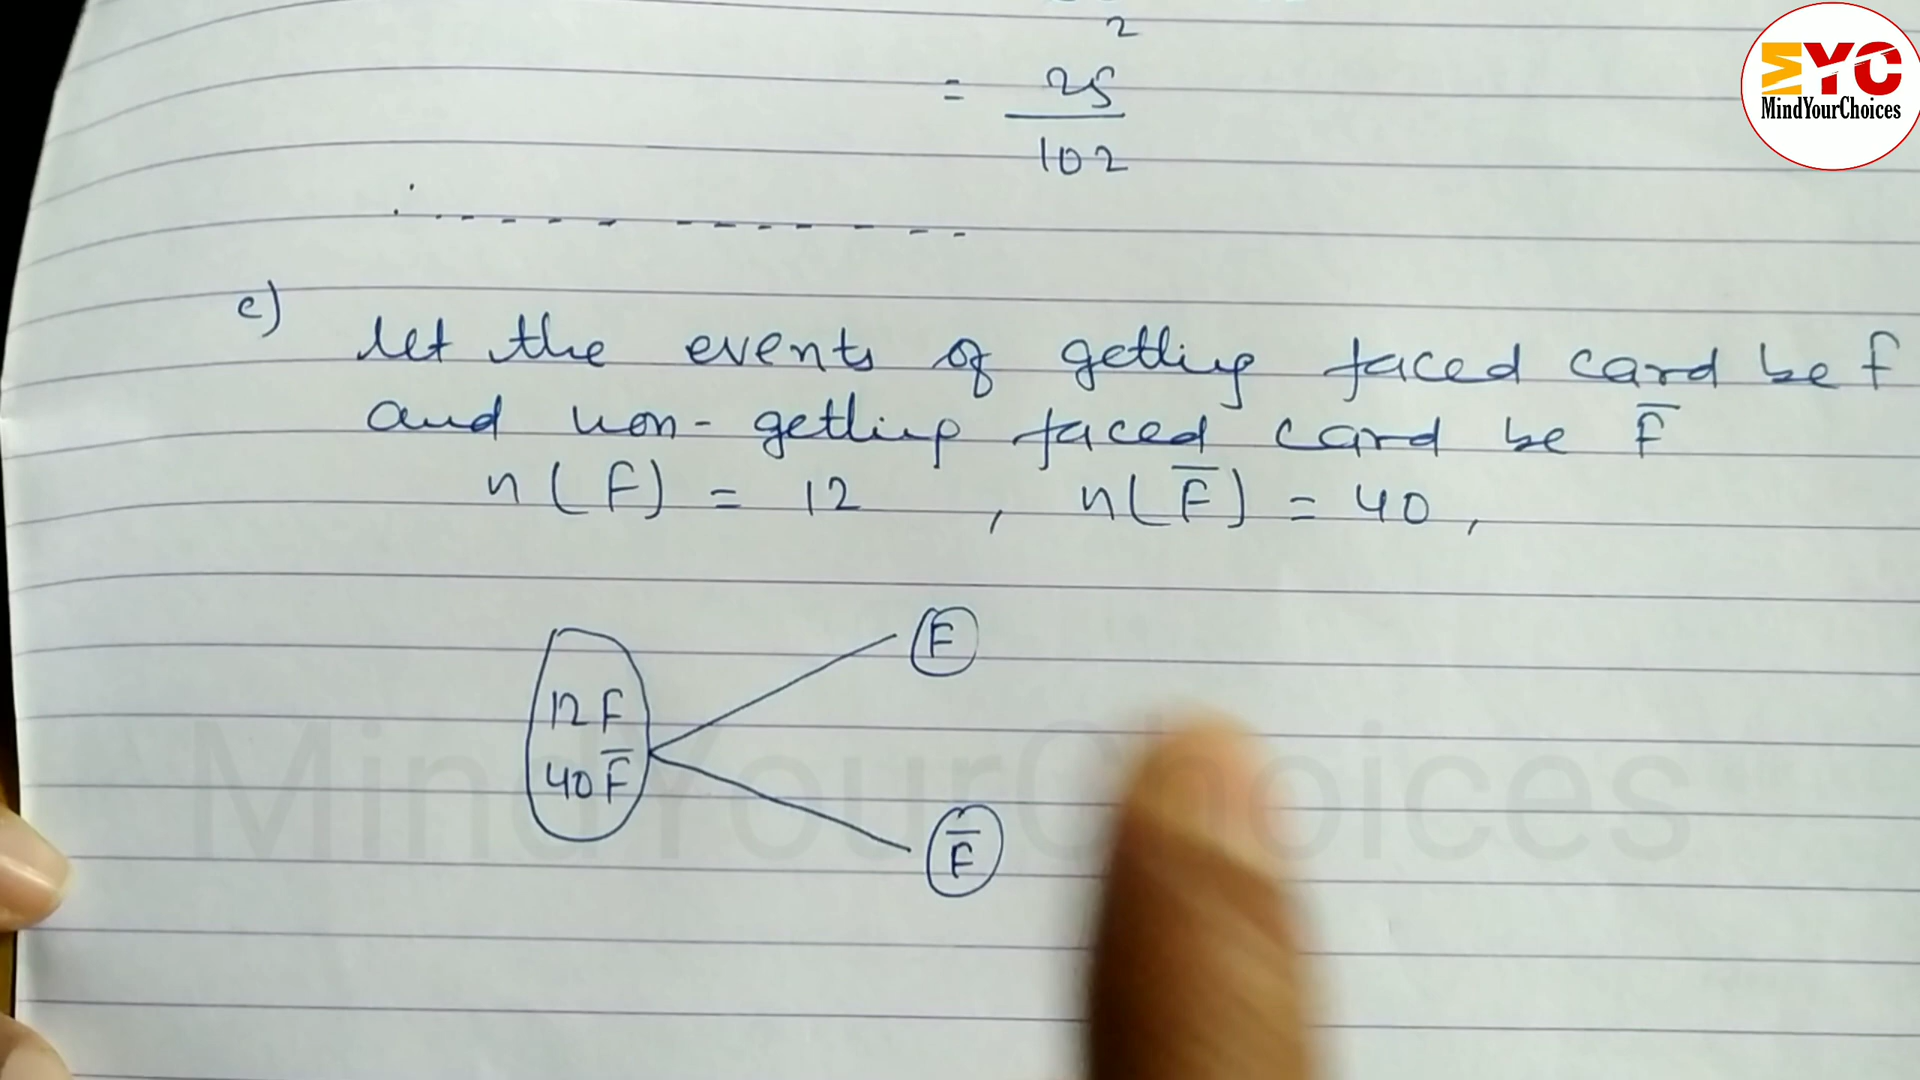 MYC
MindYourChoices
2
= 25
102
. - - - - - - - - - - - -
c)
Let the events of getting faced card be F
and non-getting faced card be F̅
n(F) = 12 , n(F̅) = 40,
F
12 F
40 F̅
F̅
MindYourChoices